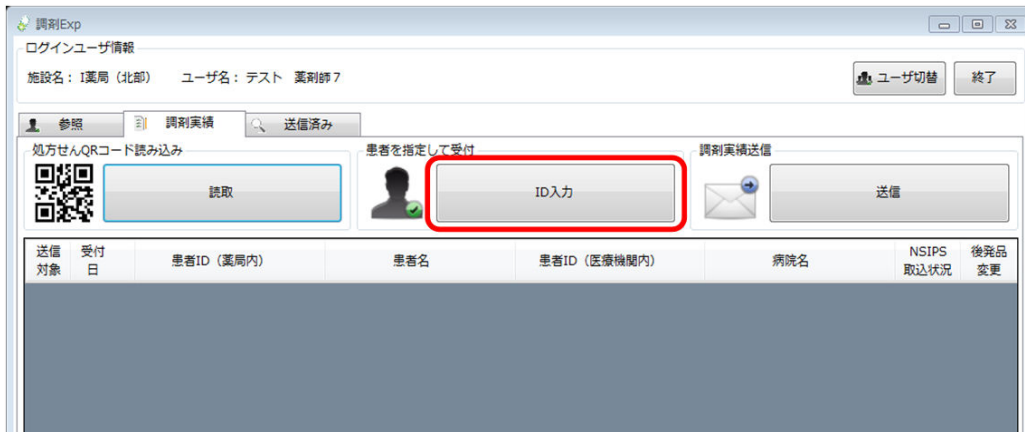 調剤Exp
ログインユーザ情報
施設名： I薬局（北部） ユーザ名： テスト 薬剤師７
ユーザ切替 終了
参照 調剤実績 送信済み
処方せんQRコード読み込み 患者を指定して受付 調剤実績送信
読取 ID入力 送信
送信 受付 患者ID（薬局内） 患者名 患者ID（医療機関内） 病院名 NSIPS 後発品
対象 日 取込状況 変更